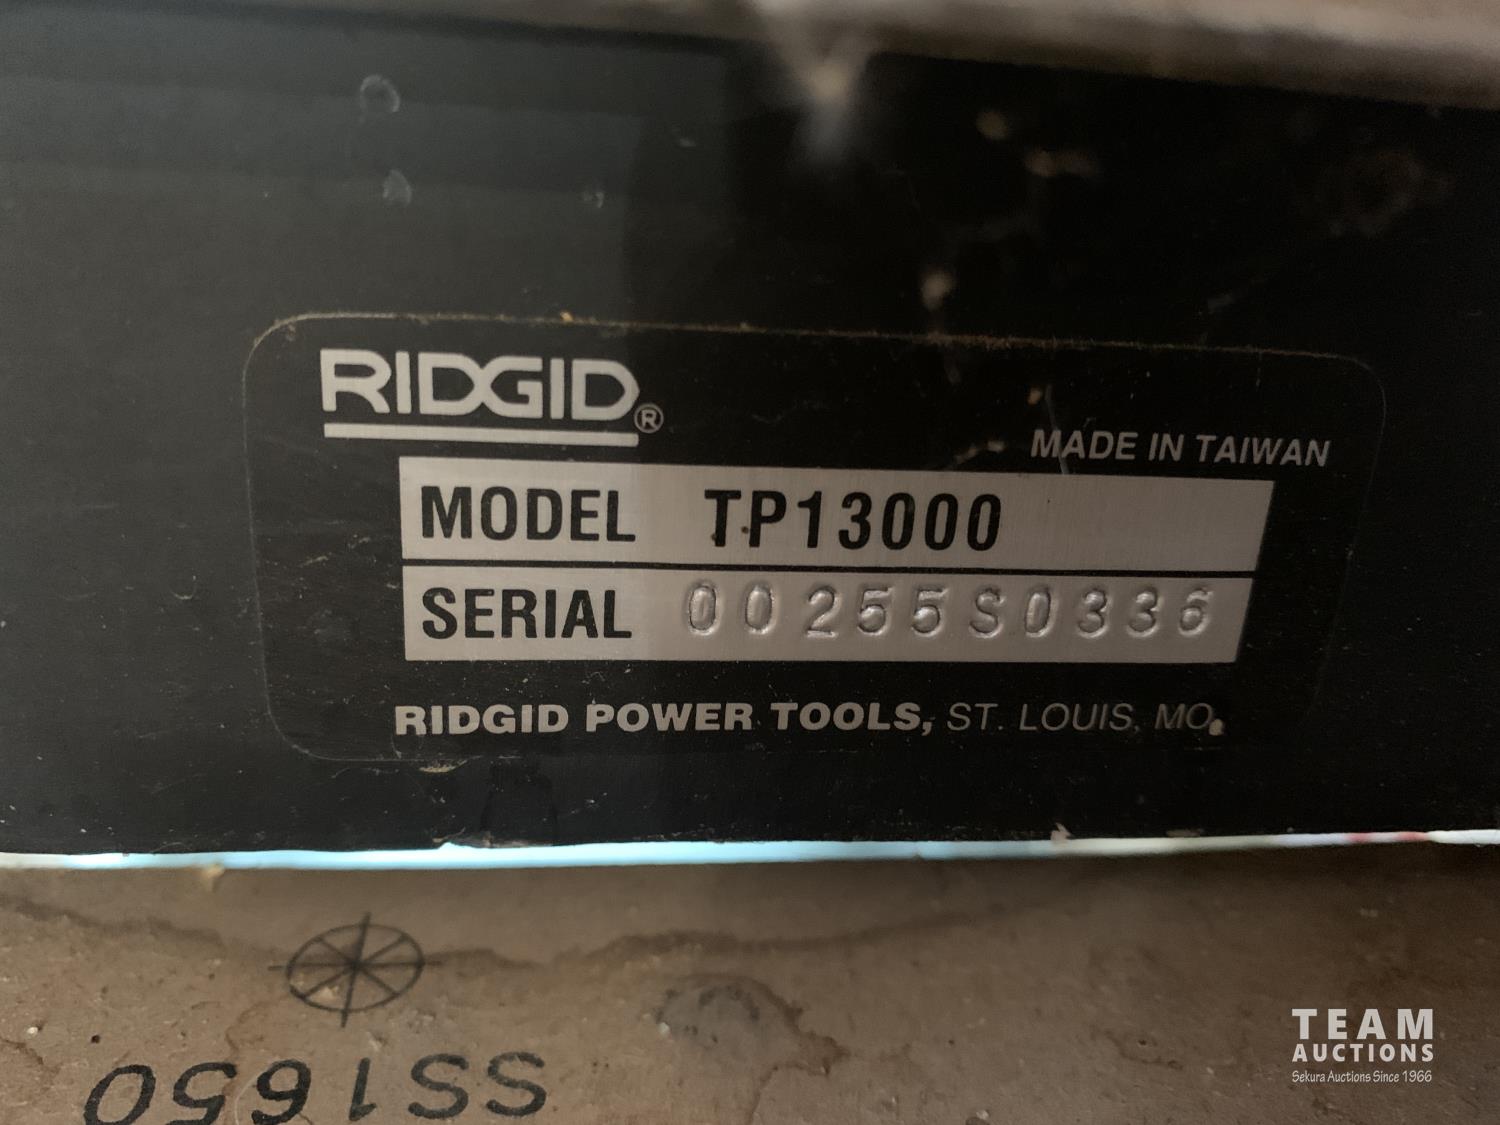 RIDGID®
MADE IN TAIWAN
MODEL TP13000
SERIAL 00255S0336
RIDGID POWER TOOLS, ST. LOUIS, MO.
SS1650
TEAM
AUCTIONS
Sekura Auctions Since 1966